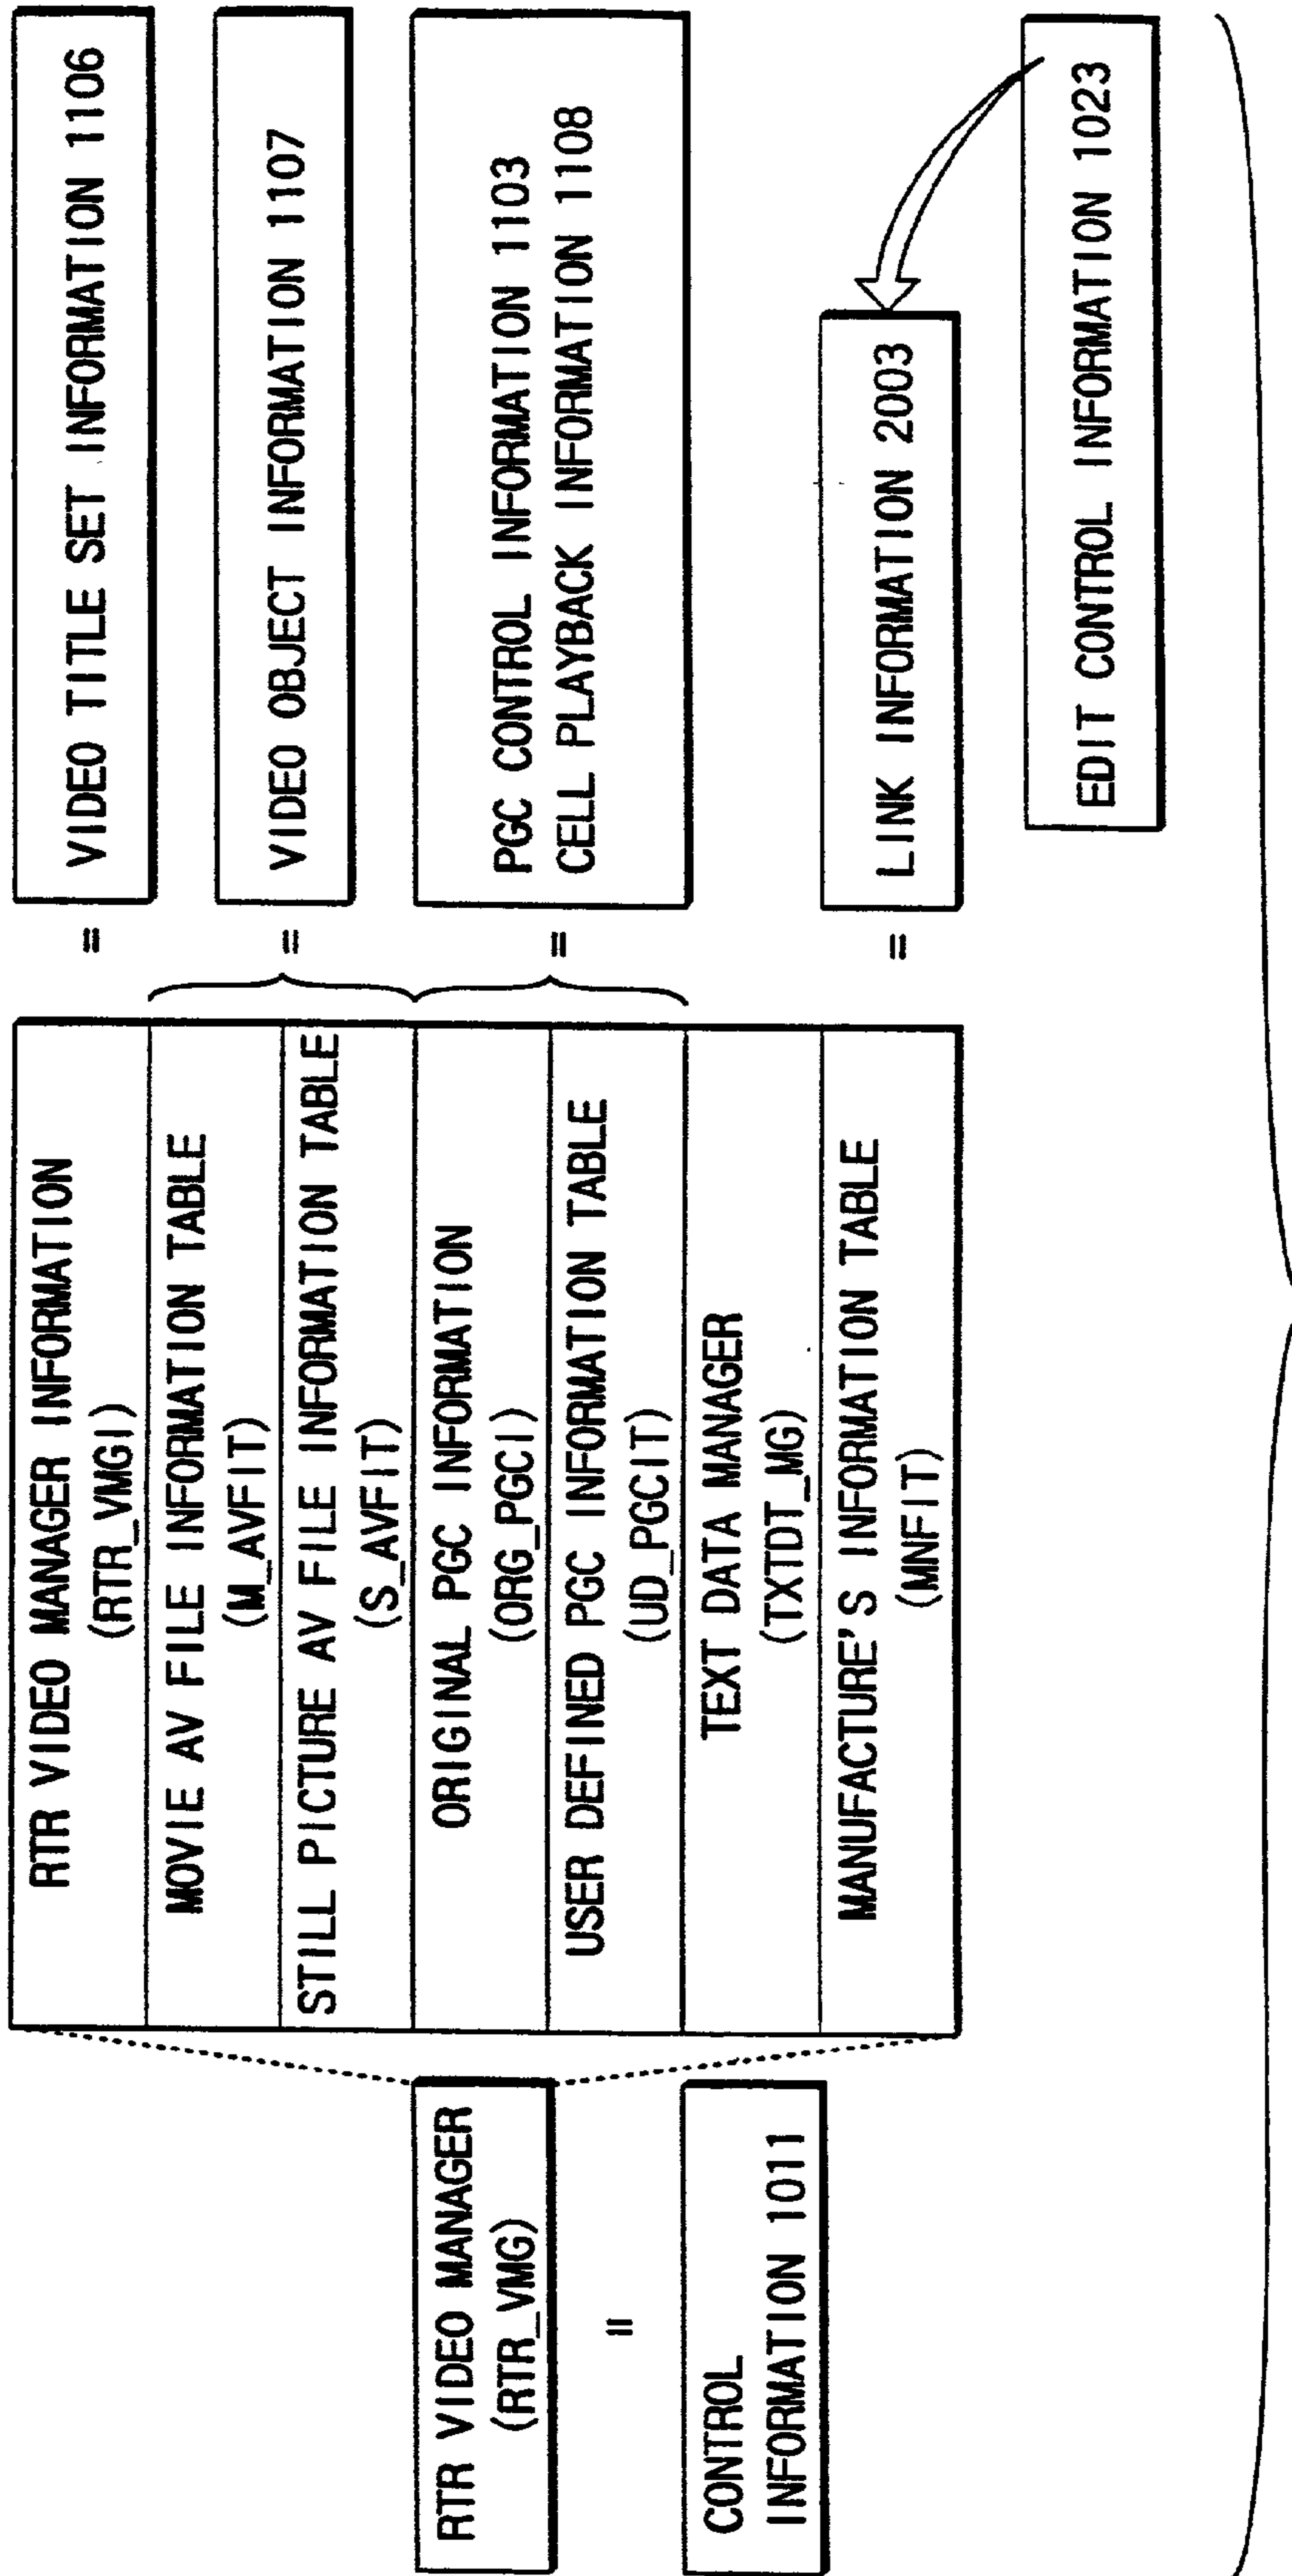 RTR VIDEO MANAGER
(RTR_VMG)
=
CONTROL
INFORMATION 1011
RTR VIDEO MANAGER INFORMATION
(RTR_VMGI)
MOVIE AV FILE INFORMATION TABLE
(M_AVFIT)
STILL PICTURE AV FILE INFORMATION TABLE
(S_AVFIT)
ORIGINAL PGC INFORMATION
(ORG_PGCI)
USER DEFINED PGC INFORMATION TABLE
(UD_PGCIT)
TEXT DATA MANAGER
(TXTDT_MG)
MANUFACTURE'S INFORMATION TABLE
(MNFIT)
=
VIDEO TITLE SET INFORMATION 1106
=
VIDEO OBJECT INFORMATION 1107
=
PGC CONTROL INFORMATION 1103
CELL PLAYBACK INFORMATION 1108
=
LINK INFORMATION 2003
EDIT CONTROL INFORMATION 1023